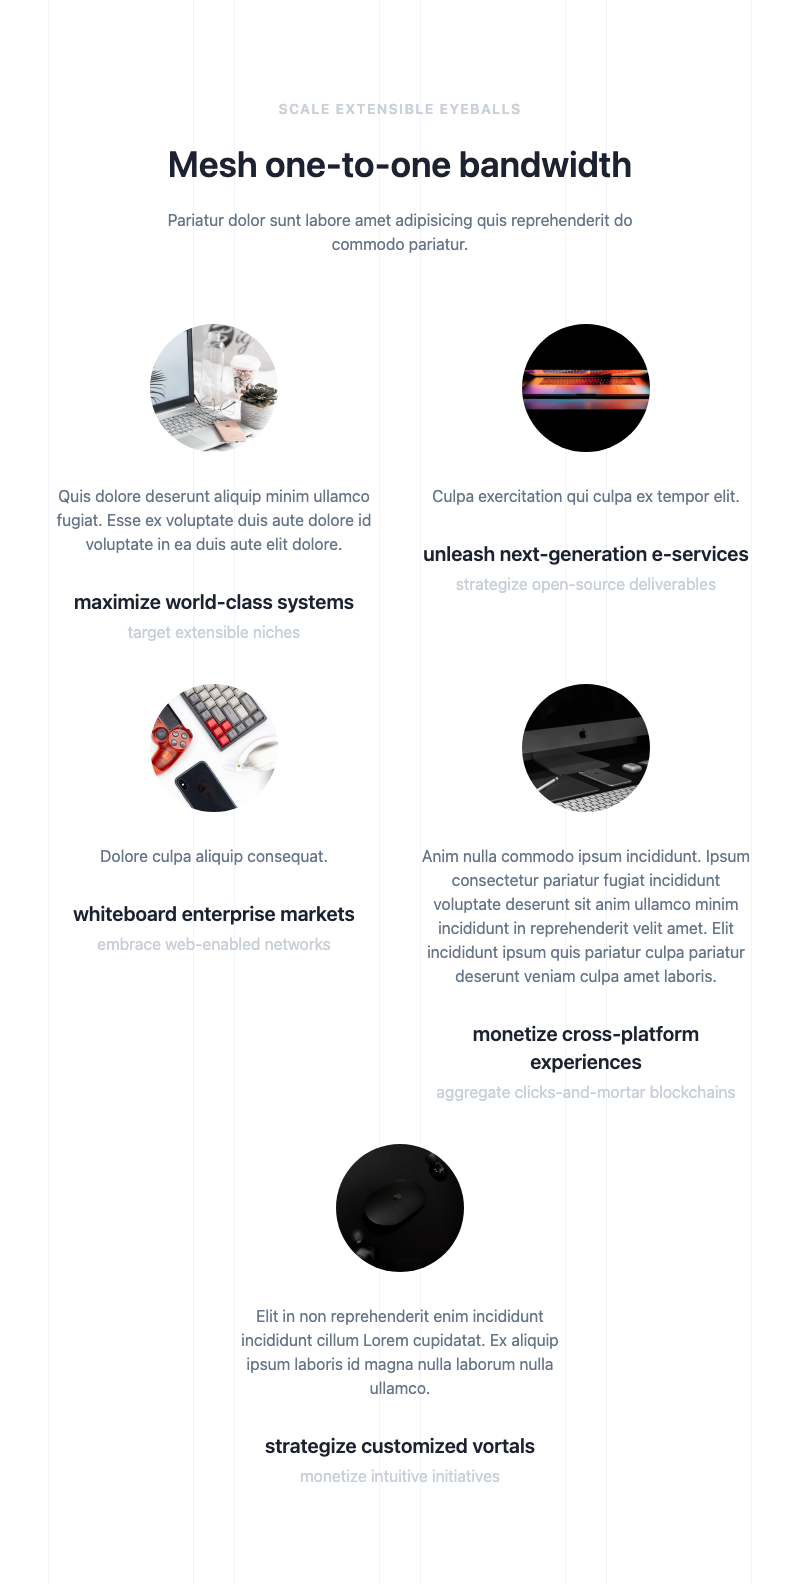 SCALE EXTENSIBLE EYEBALLS
Mesh one-to-one bandwidth
Pariatur dolor sunt labore amet adipisicing quis reprehenderit do
commodo pariatur.
Quis dolore deserunt aliquip minim ullamco
fugiat. Esse ex voluptate duis aute dolore id
voluptate in ea duis aute elit dolore.
maximize world-class systems
target extensible niches
Culpa exercitation qui culpa ex tempor elit.
unleash next-generation e-services
strategize open-source deliverables
Dolore culpa aliquip consequat.
whiteboard enterprise markets
embrace web-enabled networks
Anim nulla commodo ipsum incididunt. Ipsum
consectetur pariatur fugiat incididunt
voluptate deserunt sit anim ullamco minim
incididunt in reprehenderit velit amet. Elit
incididunt ipsum quis pariatur culpa pariatur
deserunt veniam culpa amet laboris.
monetize cross-platform
experiences
aggregate clicks-and-mortar blockchains
Elit in non reprehenderit enim incididunt
incididunt cillum Lorem cupidatat. Ex aliquip
ipsum laboris id magna nulla laborum nulla
ullamco.
strategize customized vortals
monetize intuitive initiatives